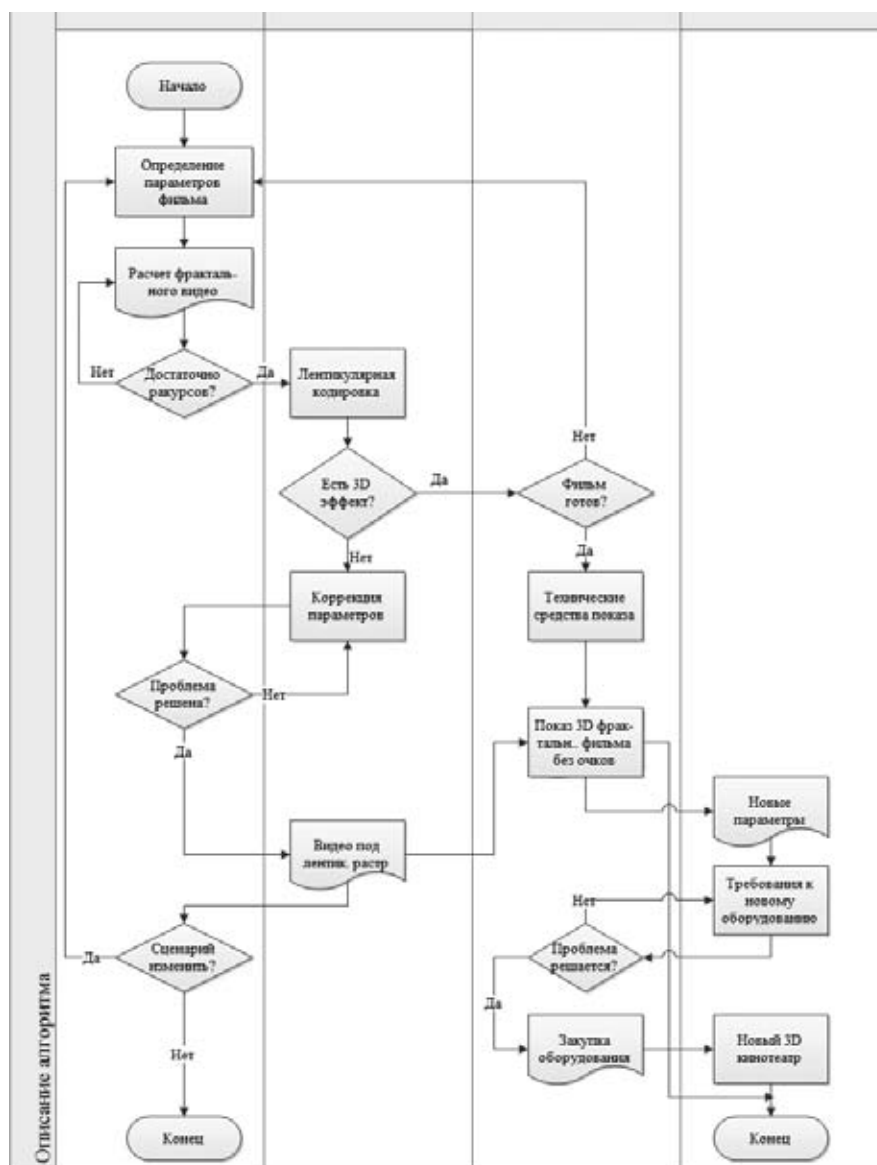 Начало
Определение
параметров
фильма
Расчет фракталь-
ного видео
Нет
Достаточно
ракурсов?
Да
Лентикулярная
кодировка
Есть 3D
эффект?
Да
Нет
Фильм
готов?
Нет
Да
Коррекция
параметров
Технические
средства показа
Проблема
решена?
Нет
Да
Показ 3D фрак-
тальн.. фильма
без очков
Новые
параметры
Видео под
лентик. растр
Требования к
новому
оборудованию
Нет
Проблема
решается?
Да
Сценарий
изменить?
Да
Нет
Закупка
оборудования
Новый 3D
кинотеатр
Конец
Конец
Описание алгоритма